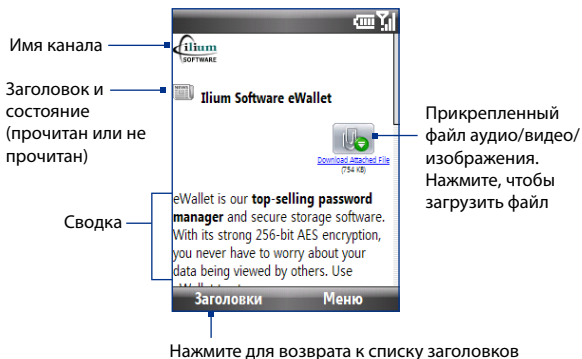 Имя канала
ilium
SOFTWARE
Заголовок и
состояние
(прочитан или не
прочитан)
Ilium Software eWallet
Download Attached File
(754 KB)
Прикрепленный
файл аудио/видео/
изображения.
Нажмите, чтобы
загрузить файл
Сводка
eWallet is our top-selling password
manager and secure storage software.
With its strong 256-bit AES encryption,
you never have to worry about your
data being viewed by others. Use
Заголовки
Меню
Нажмите для возврата к списку заголовков